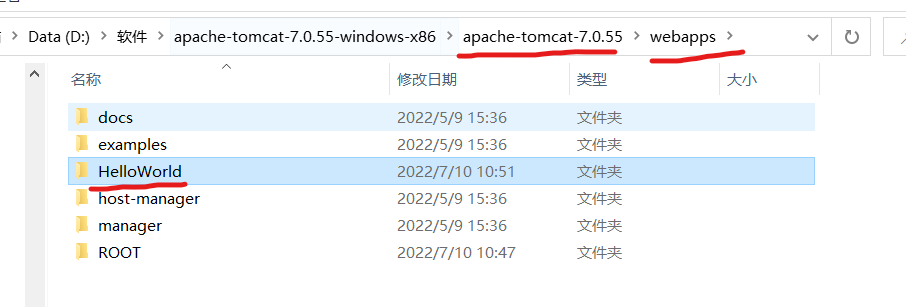 Data (D:) › 软件 › apache-tomcat-7.0.55-windows-x86 › apache-tomcat-7.0.55 › webapps ›
名称 修改日期 类型 大小
docs 2022/5/9 15:36 文件夹
examples 2022/5/9 15:36 文件夹
HelloWorld 2022/7/10 10:51 文件夹
host-manager 2022/5/9 15:36 文件夹
manager 2022/5/9 15:36 文件夹
ROOT 2022/7/10 10:47 文件夹